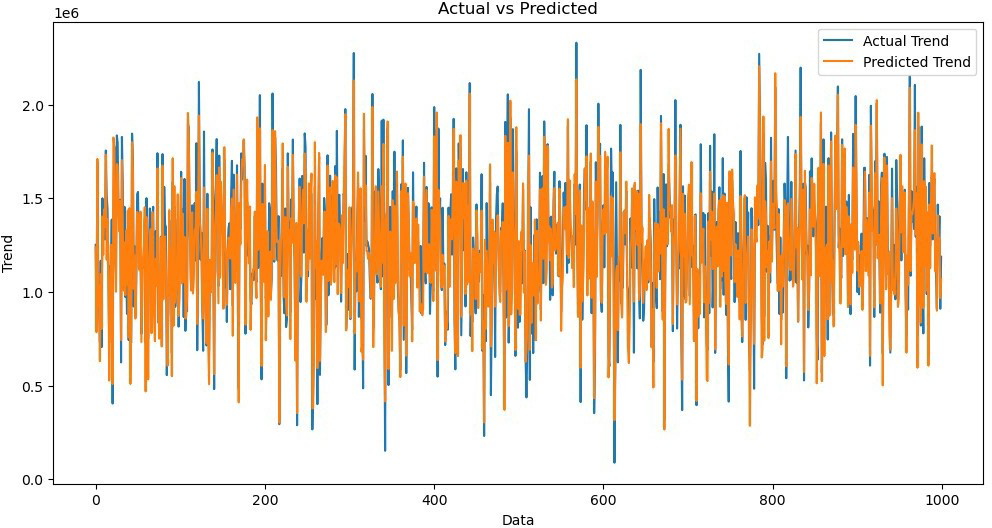 Actual vs Predicted
1e6
Actual Trend
Predicted Trend
2.0
1.5
1.0
0.5
0.0
Trend
0 200 400 600 800 1000
Data